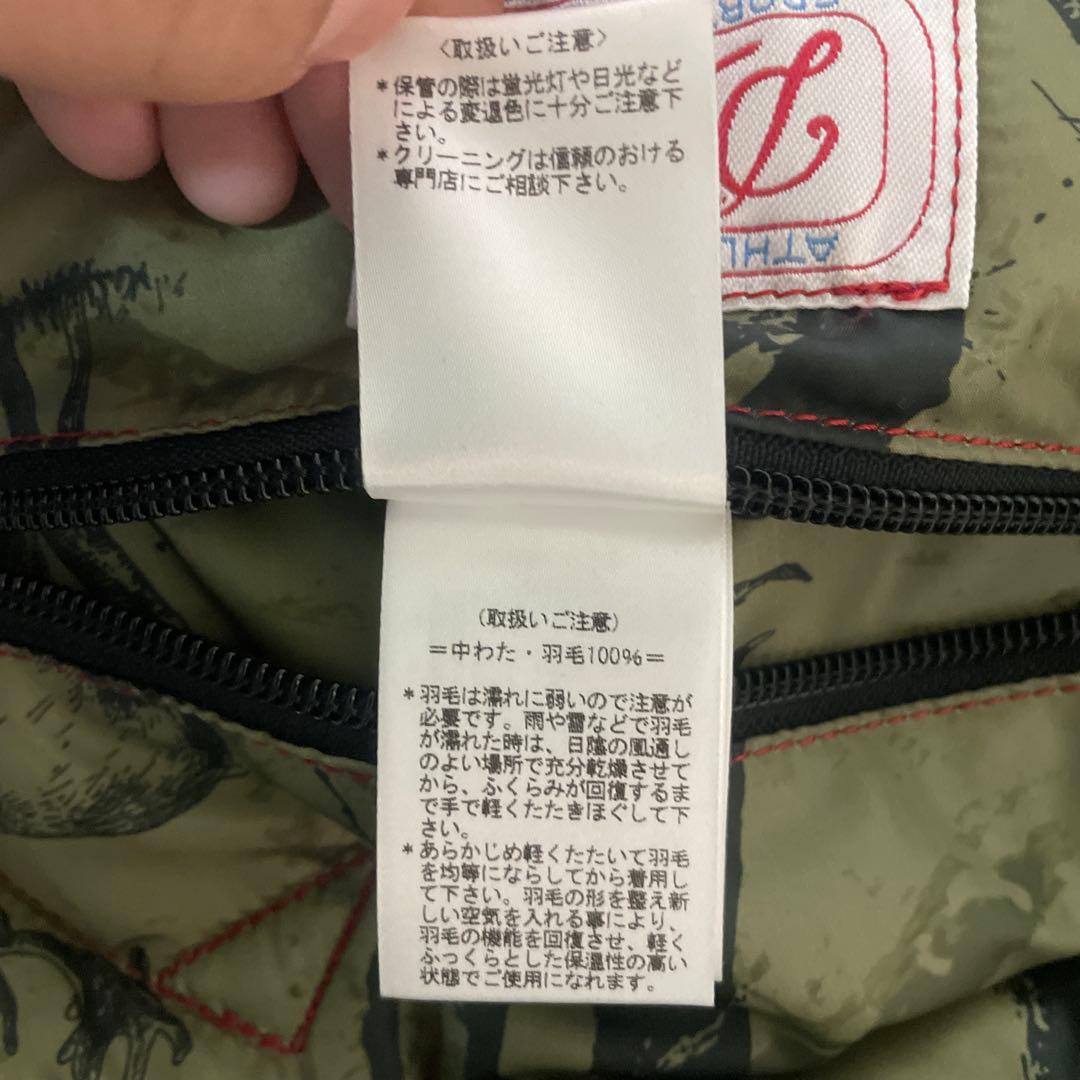 〈取扱いご注意〉
*保管の際は蛍光灯や日光など
による変退色に十分ご注意下
さい。
*クリーニングは信頼のおける
専門店にご相談下さい。
ATHL
(取扱いご注意)
=中わた・羽毛100%=
*羽毛は濡れに弱いので注意が
必要です。雨や雪などで羽毛
が濡れた時は、日陰の風通し
のよい場所で充分乾燥させて
から、ふくらみが回復するま
で手で軽くたたきほぐして下
さい。
*あらかじめ軽くたたいて羽毛
を均等にならしてから着用し
て下さい。羽毛の形を整え新
しい空気を入れる事により、
羽毛の機能を回復させ、軽く
ふっくらとした保温性の高い
状態でご使用になれます。